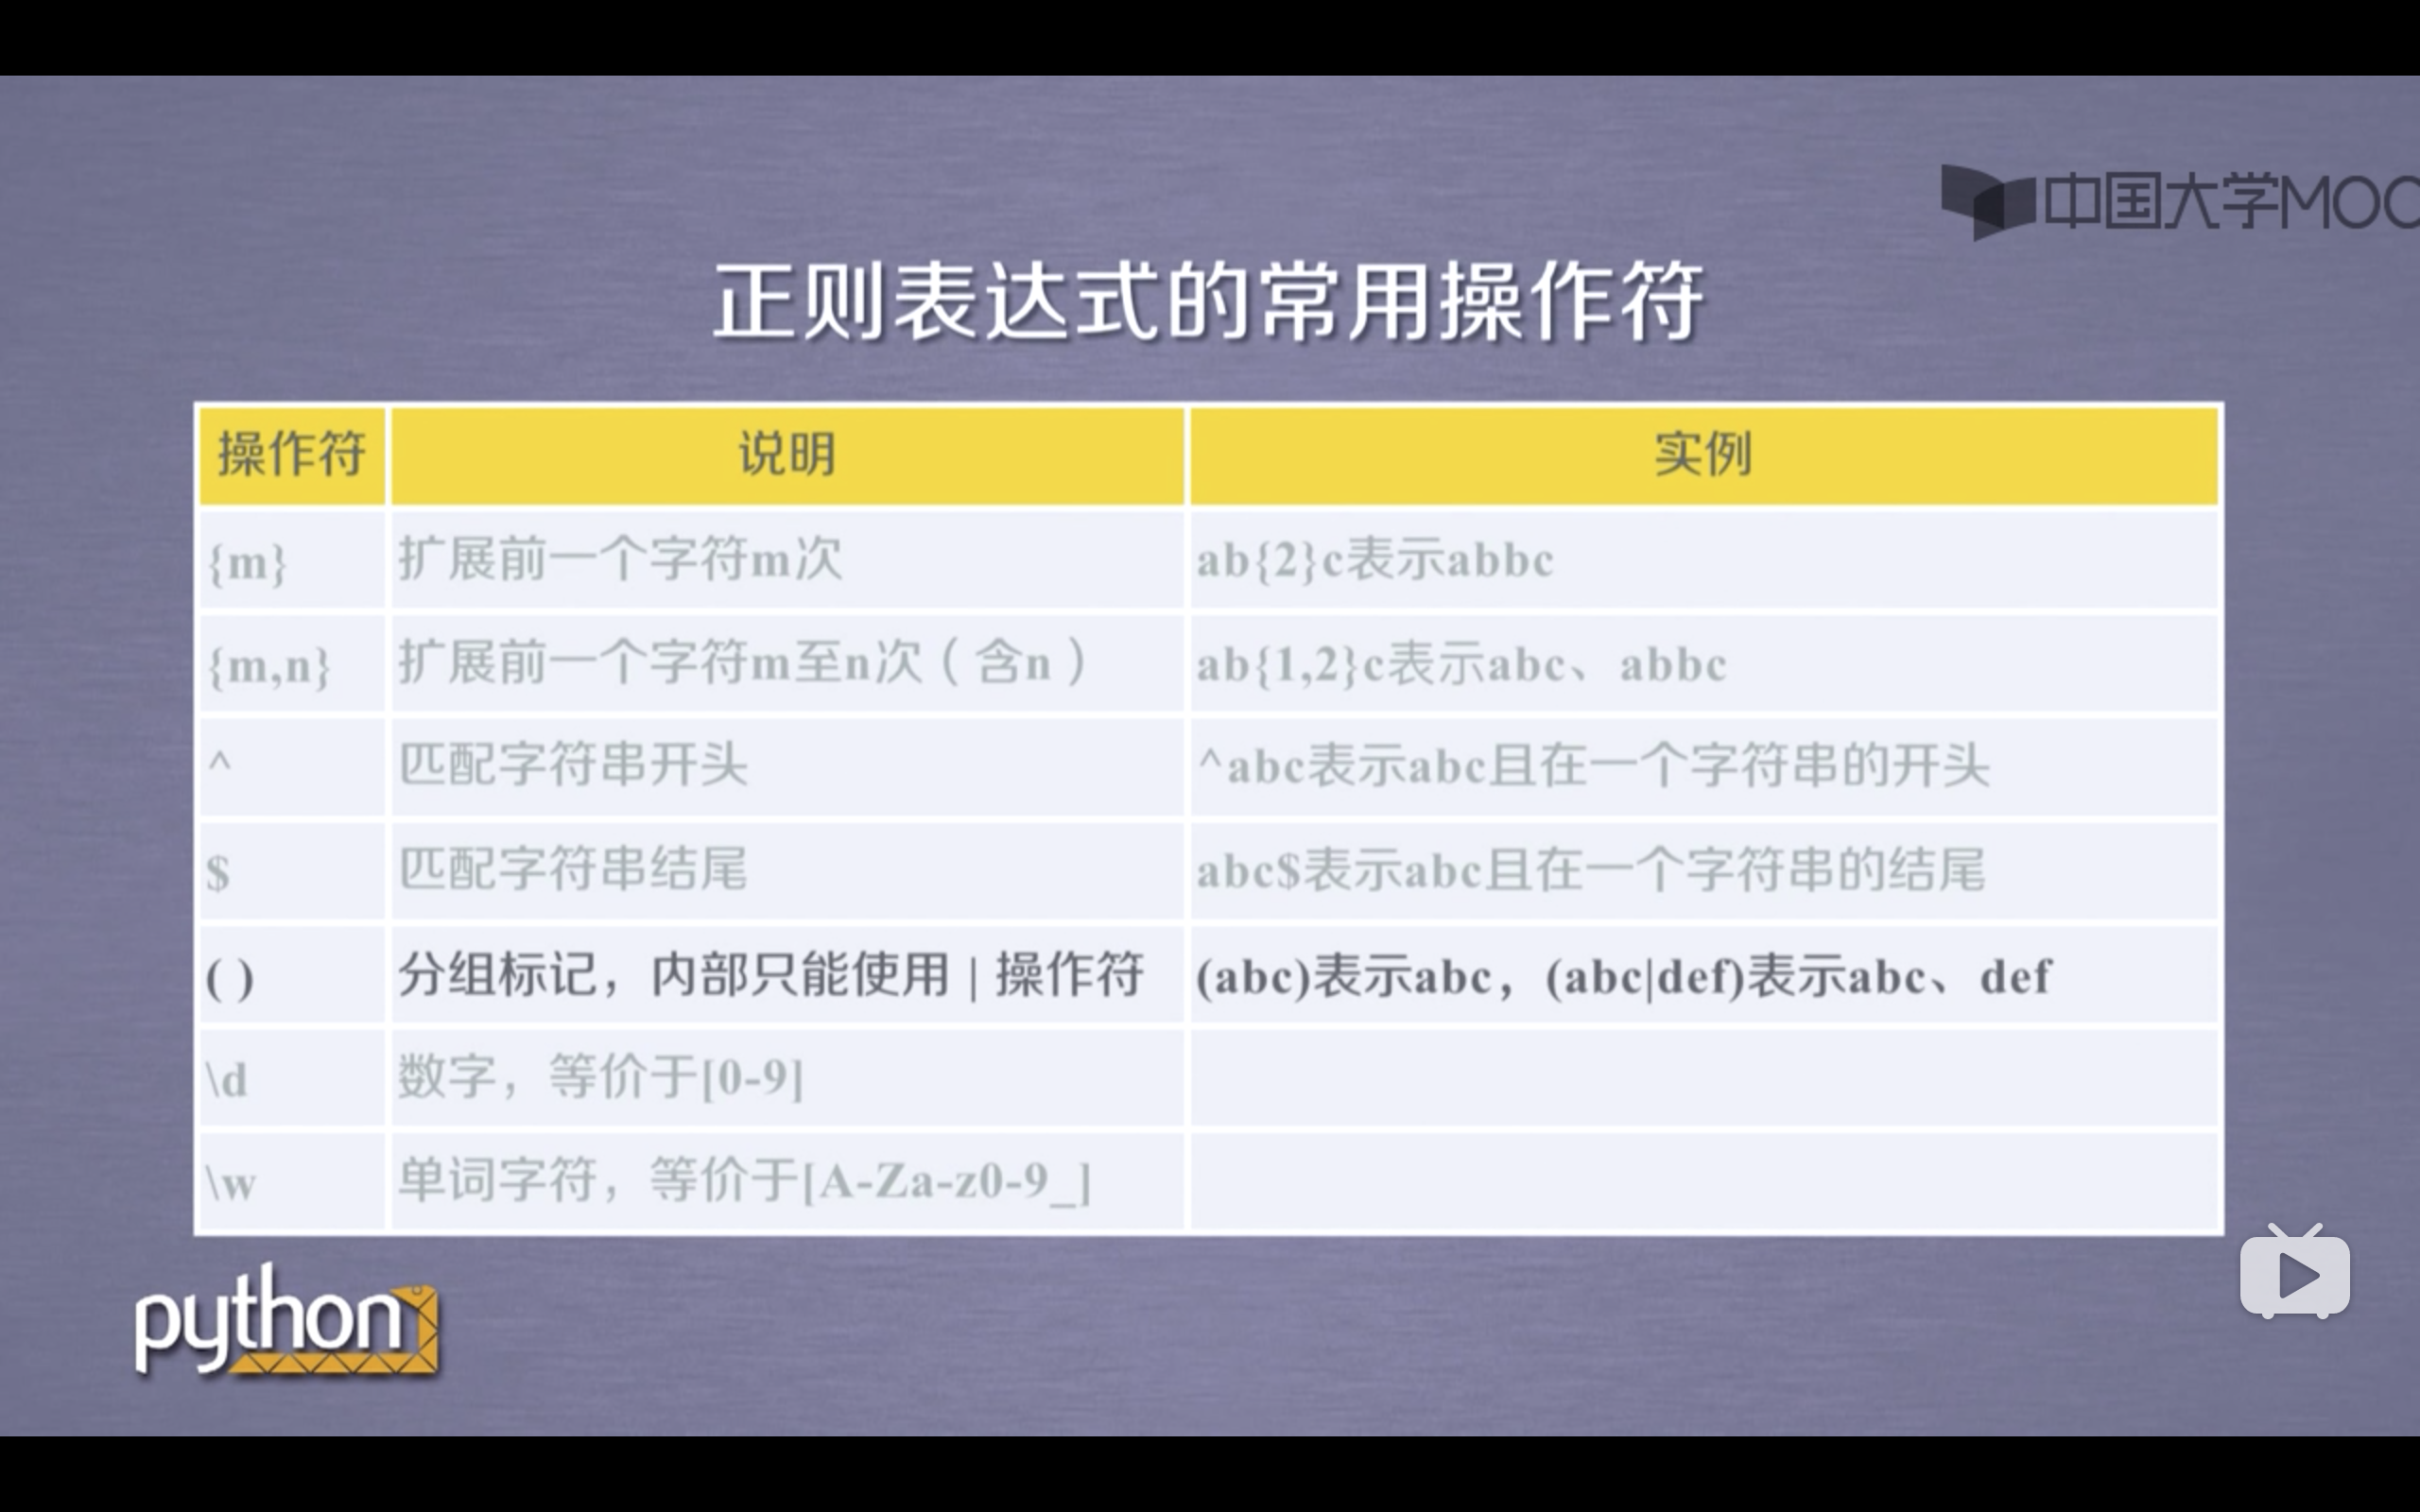 中国大学MOO
正则表达式的常用操作符
操作符 说明 实例
{m} 扩展前一个字符m次 ab{2}c表示abbc
{m,n} 扩展前一个字符m至n次（含n） ab{1,2}c表示abc、abbc
^ 匹配字符串开头 ^abc表示abc且在一个字符串的开头
$ 匹配字符串结尾 abc$表示abc且在一个字符串的结尾
( ) 分组标记，内部只能使用 | 操作符 (abc)表示abc，(abc|def)表示abc、def
\d 数字，等价于[0-9]
\w 单词字符，等价于[A-Za-z0-9_]
python